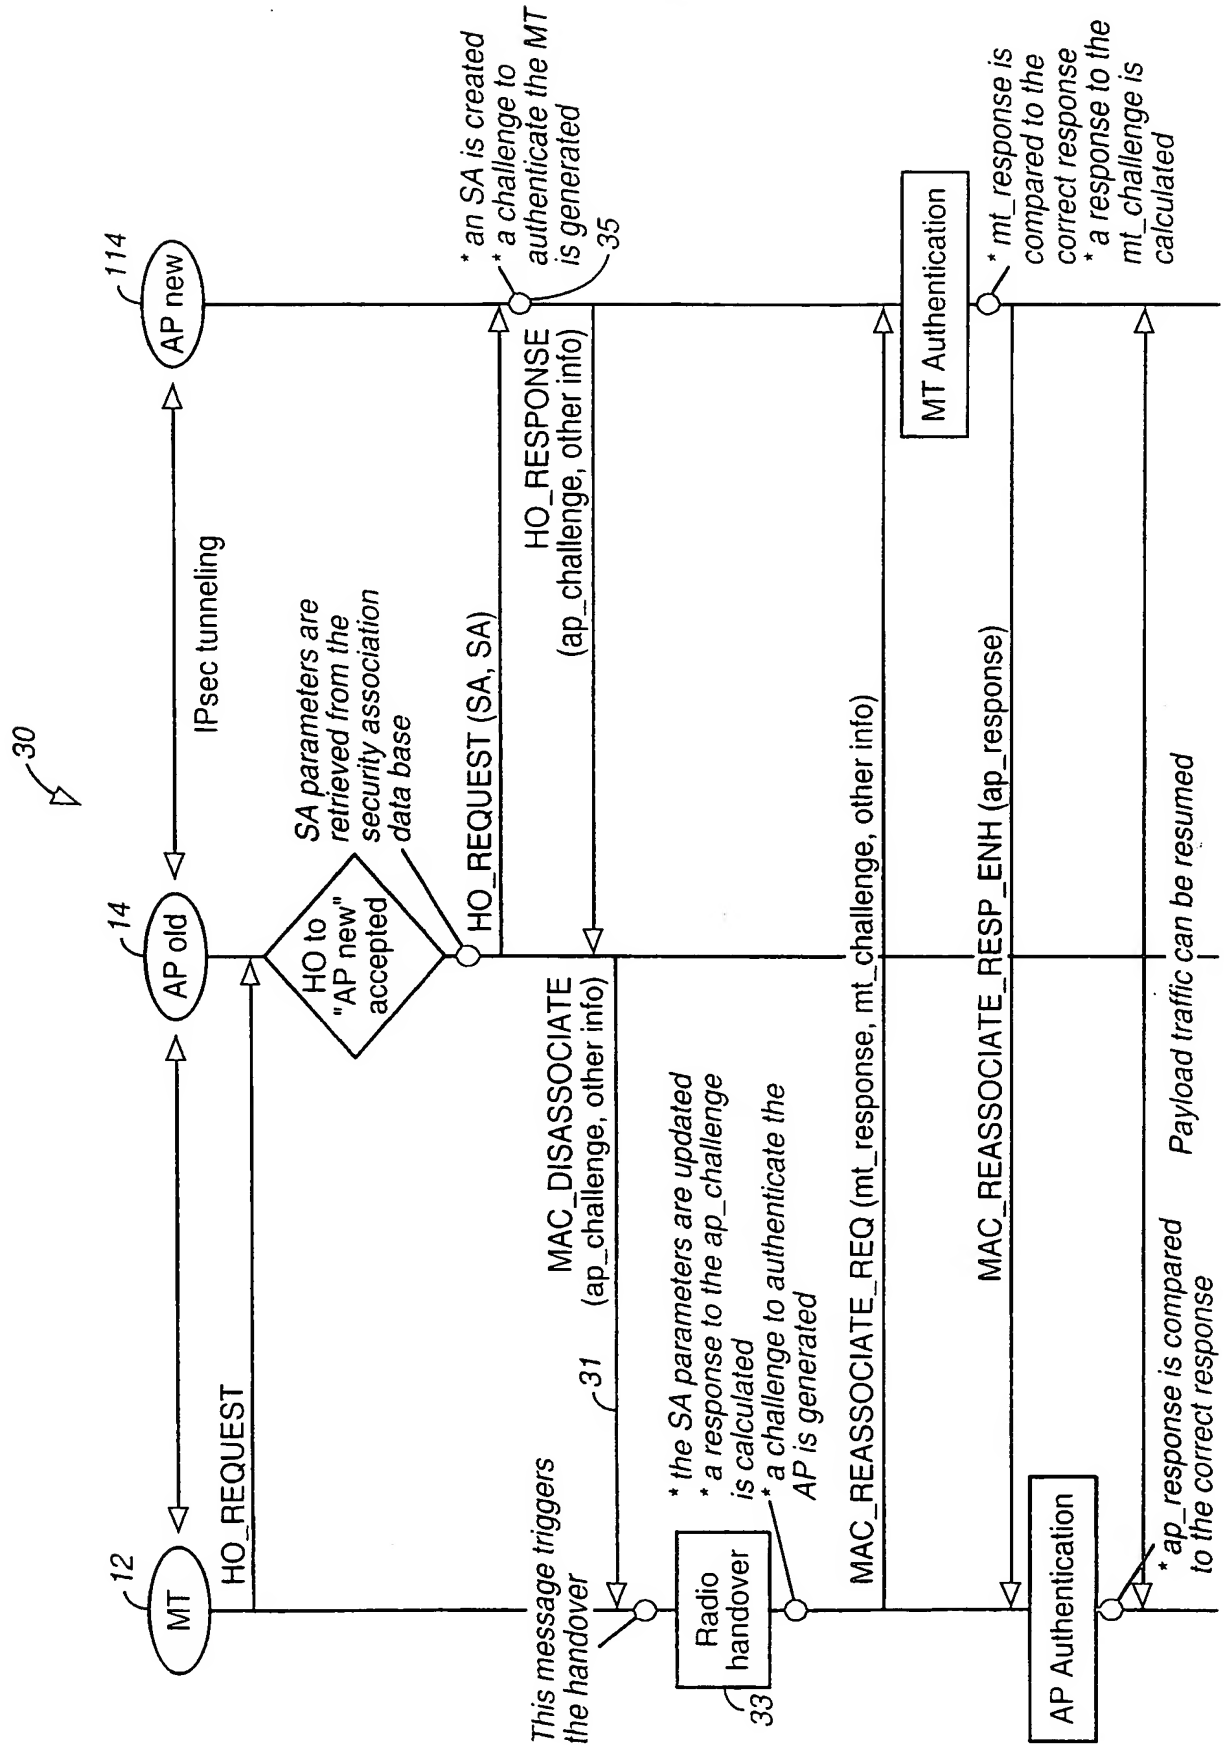 30
12
MT
14
AP old
114
AP new
IPsec tunneling
HO_REQUEST
HO to
"AP new"
accepted
SA parameters are
retrieved from the
security association
data base
HO_REQUEST (SA, SA)
* an SA is created
* a challenge to
authenticate the MT
is generated
35
HO_RESPONSE
(ap_challenge, other info)
MAC_DISASSOCIATE
(ap_challenge, other info)
31
This message triggers
the handover
Radio
handover
33
* the SA parameters are updated
* a response to the ap_challenge
is calculated
* a challenge to authenticate the
AP is generated
MAC_REASSOCIATE_REQ (mt_response, mt_challenge, other info)
MT Authentication
* mt_response is
compared to the
correct response
* a response to the
mt_challenge is
calculated
MAC_REASSOCIATE_RESP_ENH (ap_response)
AP Authentication
* ap_response is compared
to the correct response
Payload traffic can be resumed